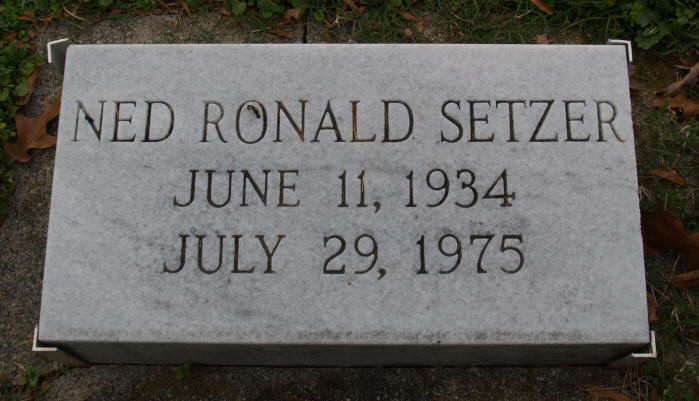 NED RONALD SETZER
JUNE 11, 1934
JULY 29, 1975